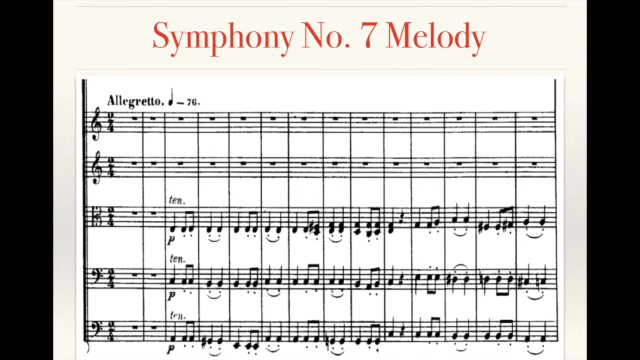 Symphony No. 7 Melody
Allegretto. ♩ = 76.
ten.
p
ten.
p
ten.
p